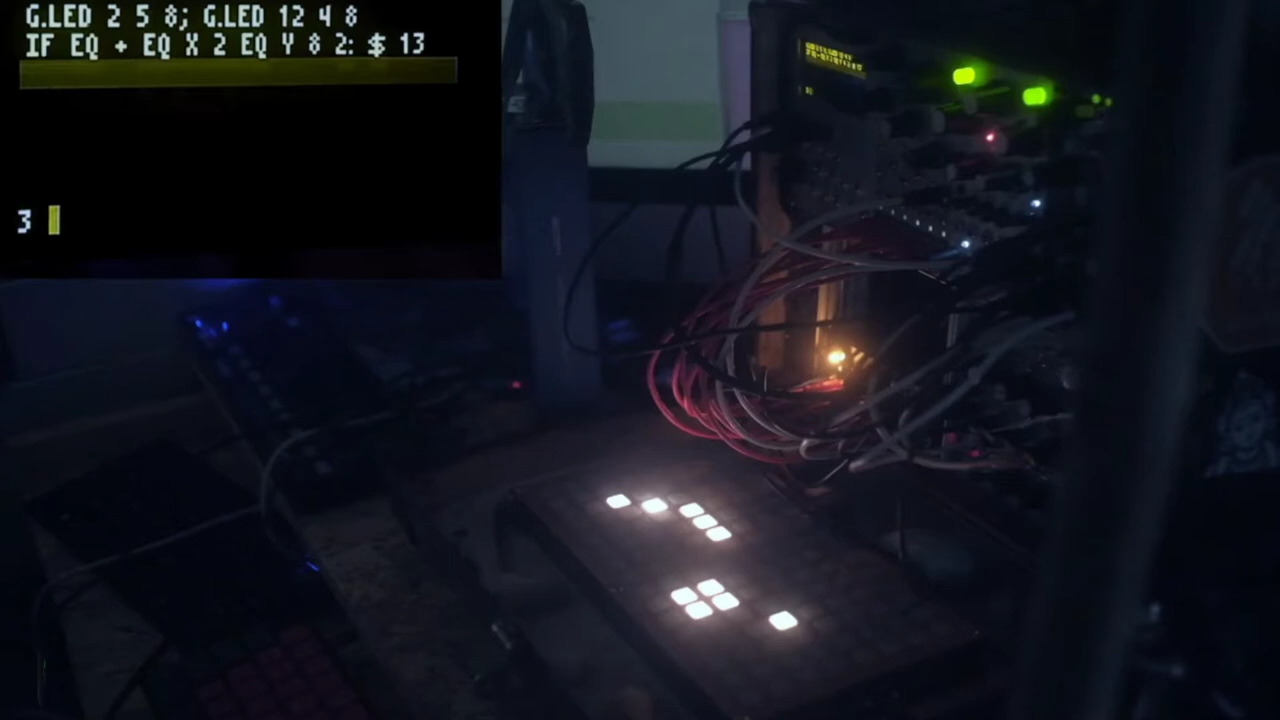 G.LED 2 5 8; G.LED 12 4 8
IF EQ + EQ X 2 EQ Y 8 2: $ 13
3